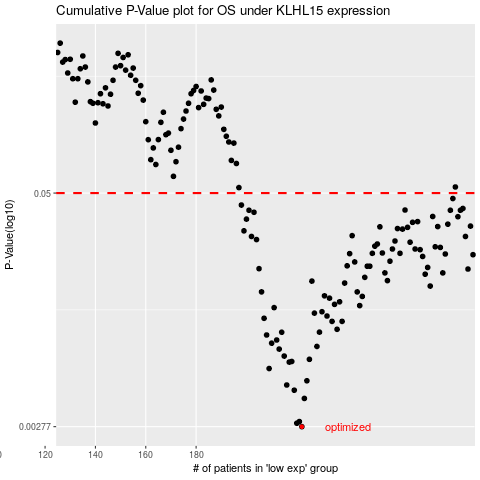 Cumulative P-Value plot for OS under KLHL15 expression
P-Value(log10)
0.05
0.00277
optimized
0 120 140 160 180
# of patients in 'low exp' group